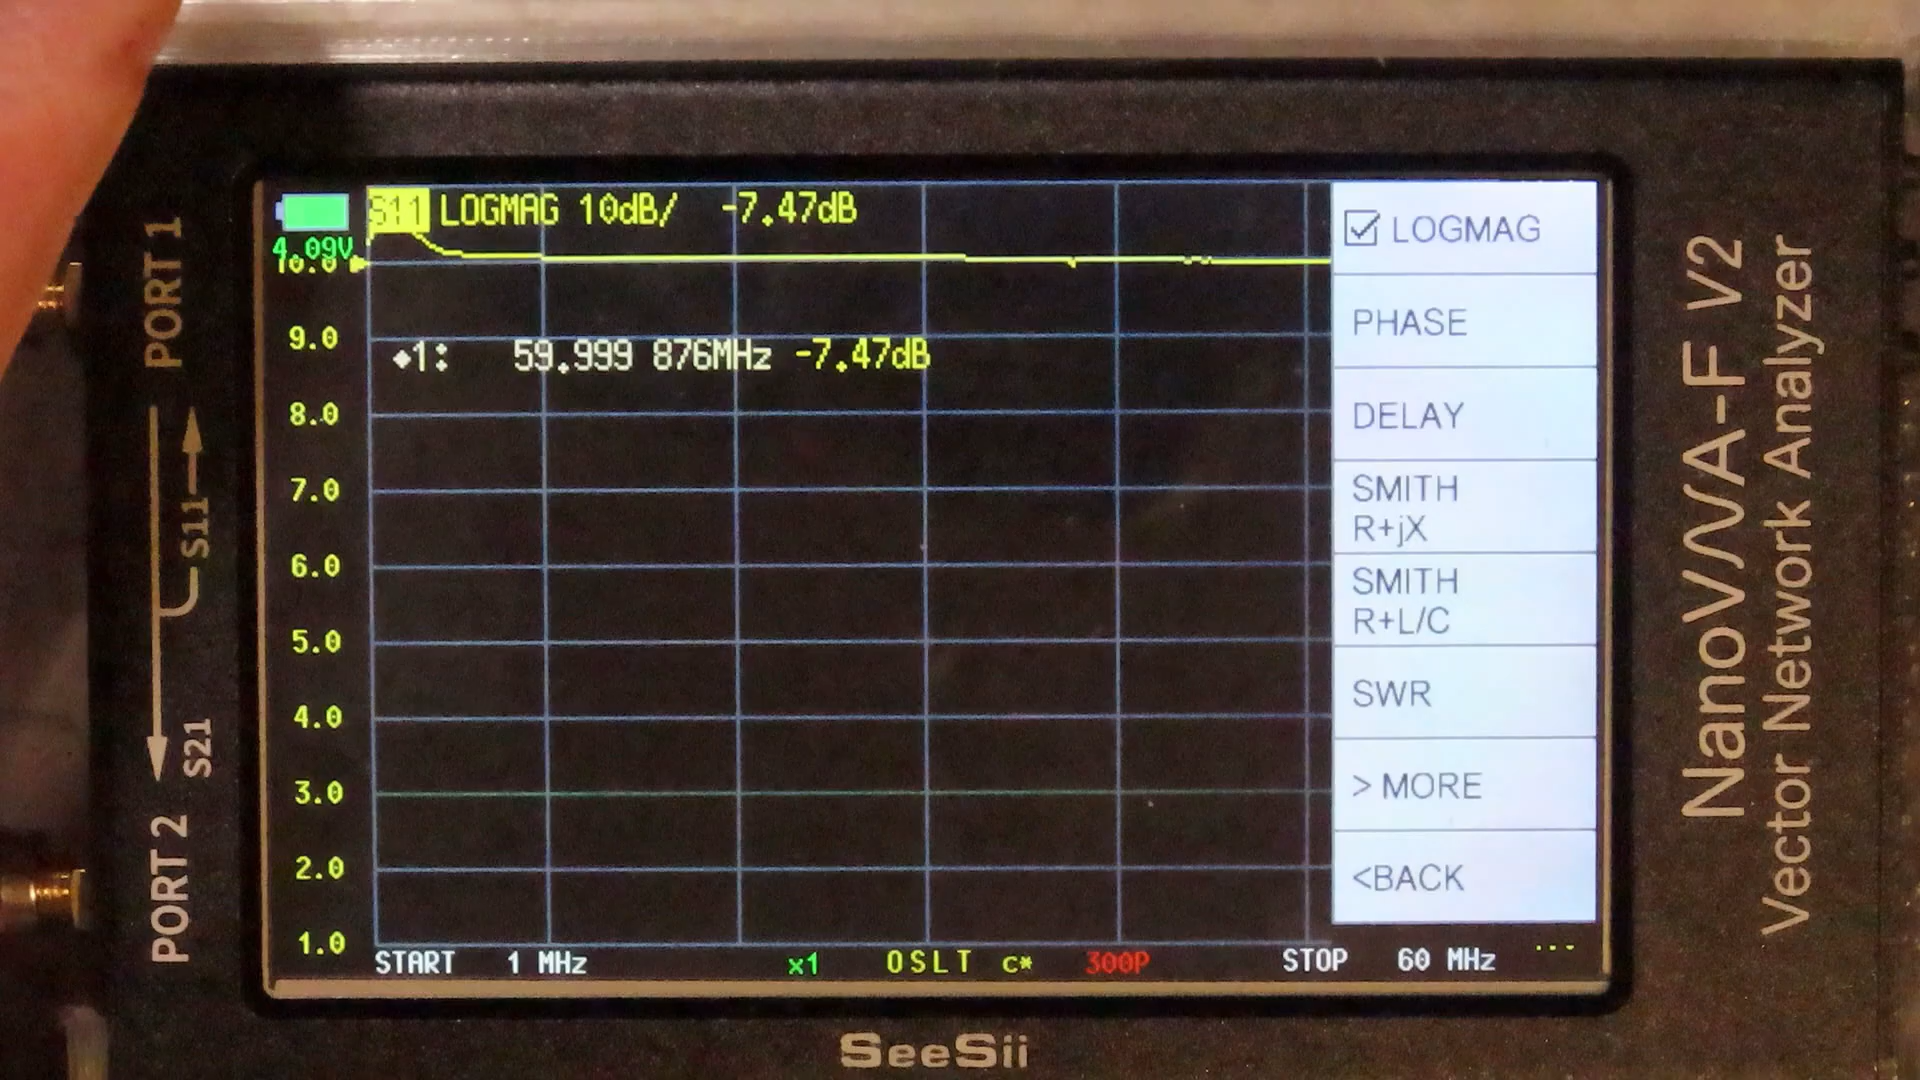 S11 LOGMAG 10dB/ -7.47dB
4.09V
10.0
9.0
◆1: 59.999 876MHz -7.47dB
8.0
7.0
6.0
5.0
4.0
3.0
2.0
1.0
START 1 MHz
x1
OSLT c*
300P
STOP 60 MHz
...
LOGMAG
PHASE
DELAY
SMITH
R+jX
SMITH
R+L/C
SWR
> MORE
<BACK
PORT 1
S11
S21
PORT 2
NanoVNA-F V2
Vector Network Analyzer
SeeSii